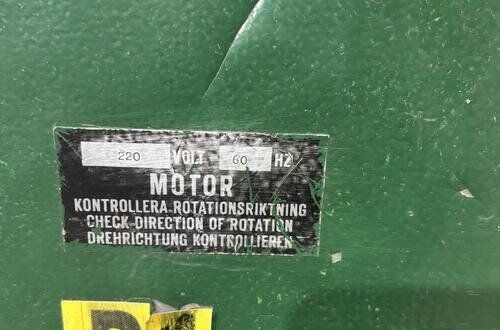 220 VOLT 60 HZ
MOTOR
KONTROLLERA ROTATIONSRIKTNING
CHECK DIRECTION OF ROTATION
DREHRICHTUNG KONTROLLIEREN